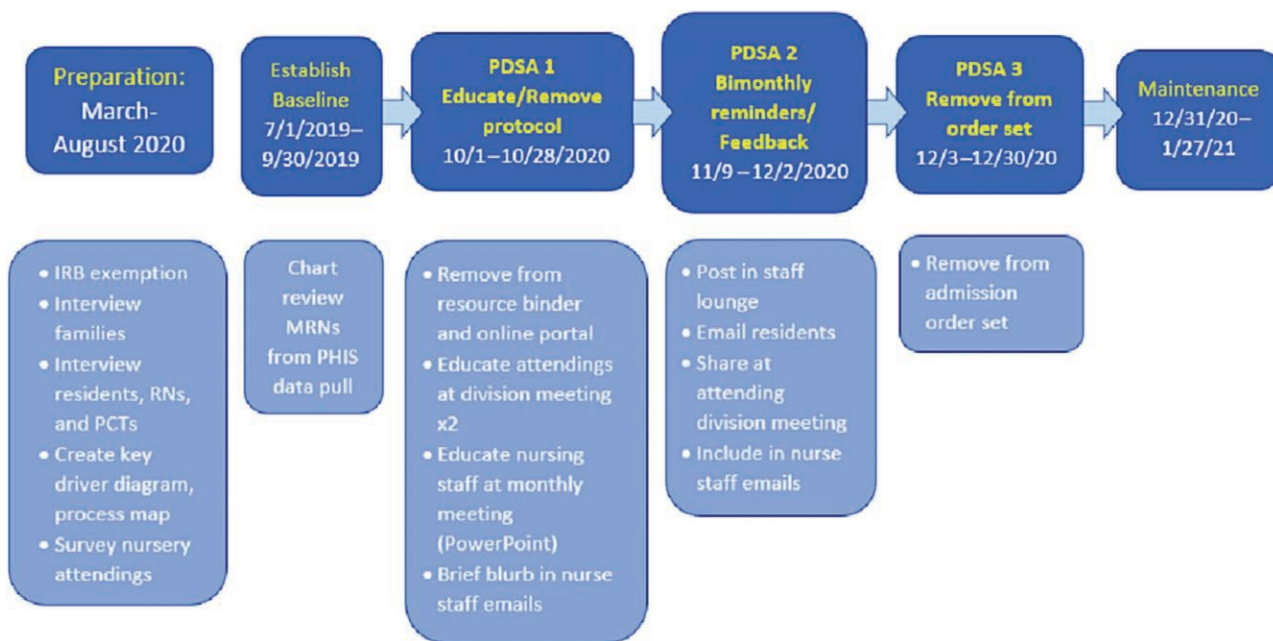 Preparation:
March-
August 2020
Establish
Baseline
7/1/2019–
9/30/2019
PDSA 1
Educate/Remove
protocol
10/1–10/28/2020
PDSA 2
Bimonthly
reminders/
Feedback
11/9–12/2/2020
PDSA 3
Remove from
order set
12/3–12/30/20
Maintenance
12/31/20–
1/27/21
• IRB exemption
• Interview
families
• Interview
residents, RNs,
and PCTs
• Create key
driver diagram,
process map
• Survey nursery
attendings
Chart
review
MRNs
from PHIS
data pull
• Remove from
resource binder
and online portal
• Educate attendings
at division meeting
x2
• Educate nursing
staff at monthly
meeting
(PowerPoint)
• Brief blurb in nurse
staff emails
• Post in staff
lounge
• Email residents
• Share at
attending
division meeting
• Include in nurse
staff emails
• Remove from
admission
order set